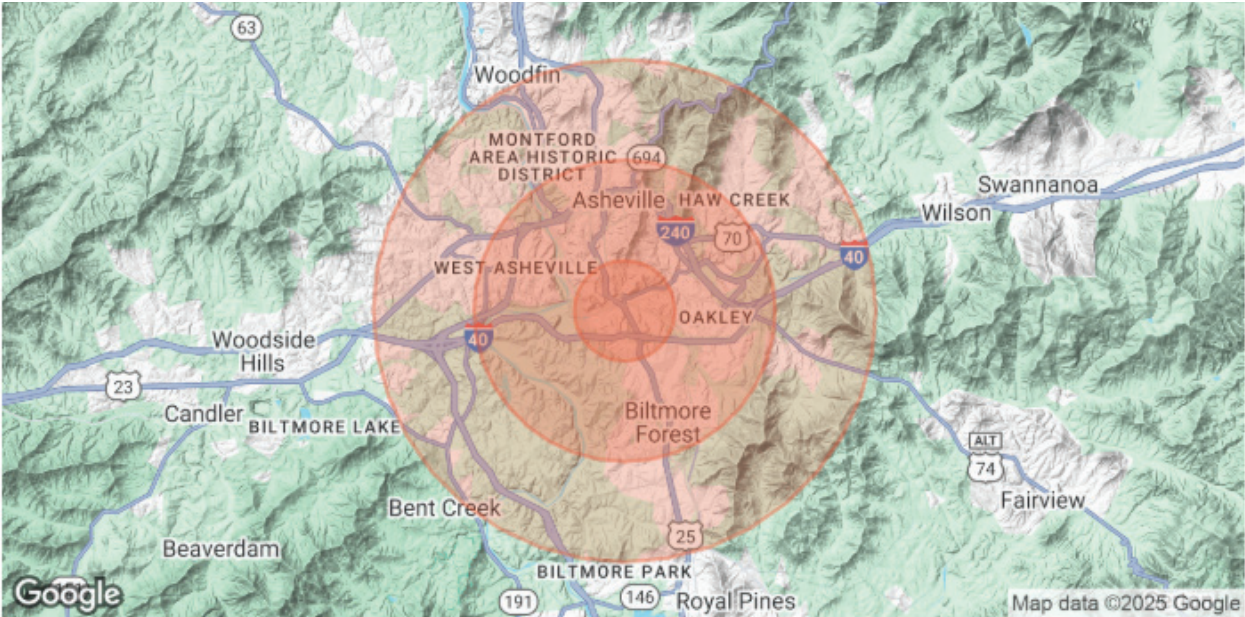 63
Woodfin
MONTFORD
AREA HISTORIC
DISTRICT
694
Asheville
HAW CREEK
Swannanoa
Wilson
240
70
40
WEST ASHEVILLE
OAKLEY
Woodside
Hills
40
23
Candler
BILTMORE LAKE
Biltmore
Forest
ALT
74
Fairview
Bent Creek
25
Beaverdam
BILTMORE PARK
Google
191
146
Royal Pines
Map data ©2025 Google